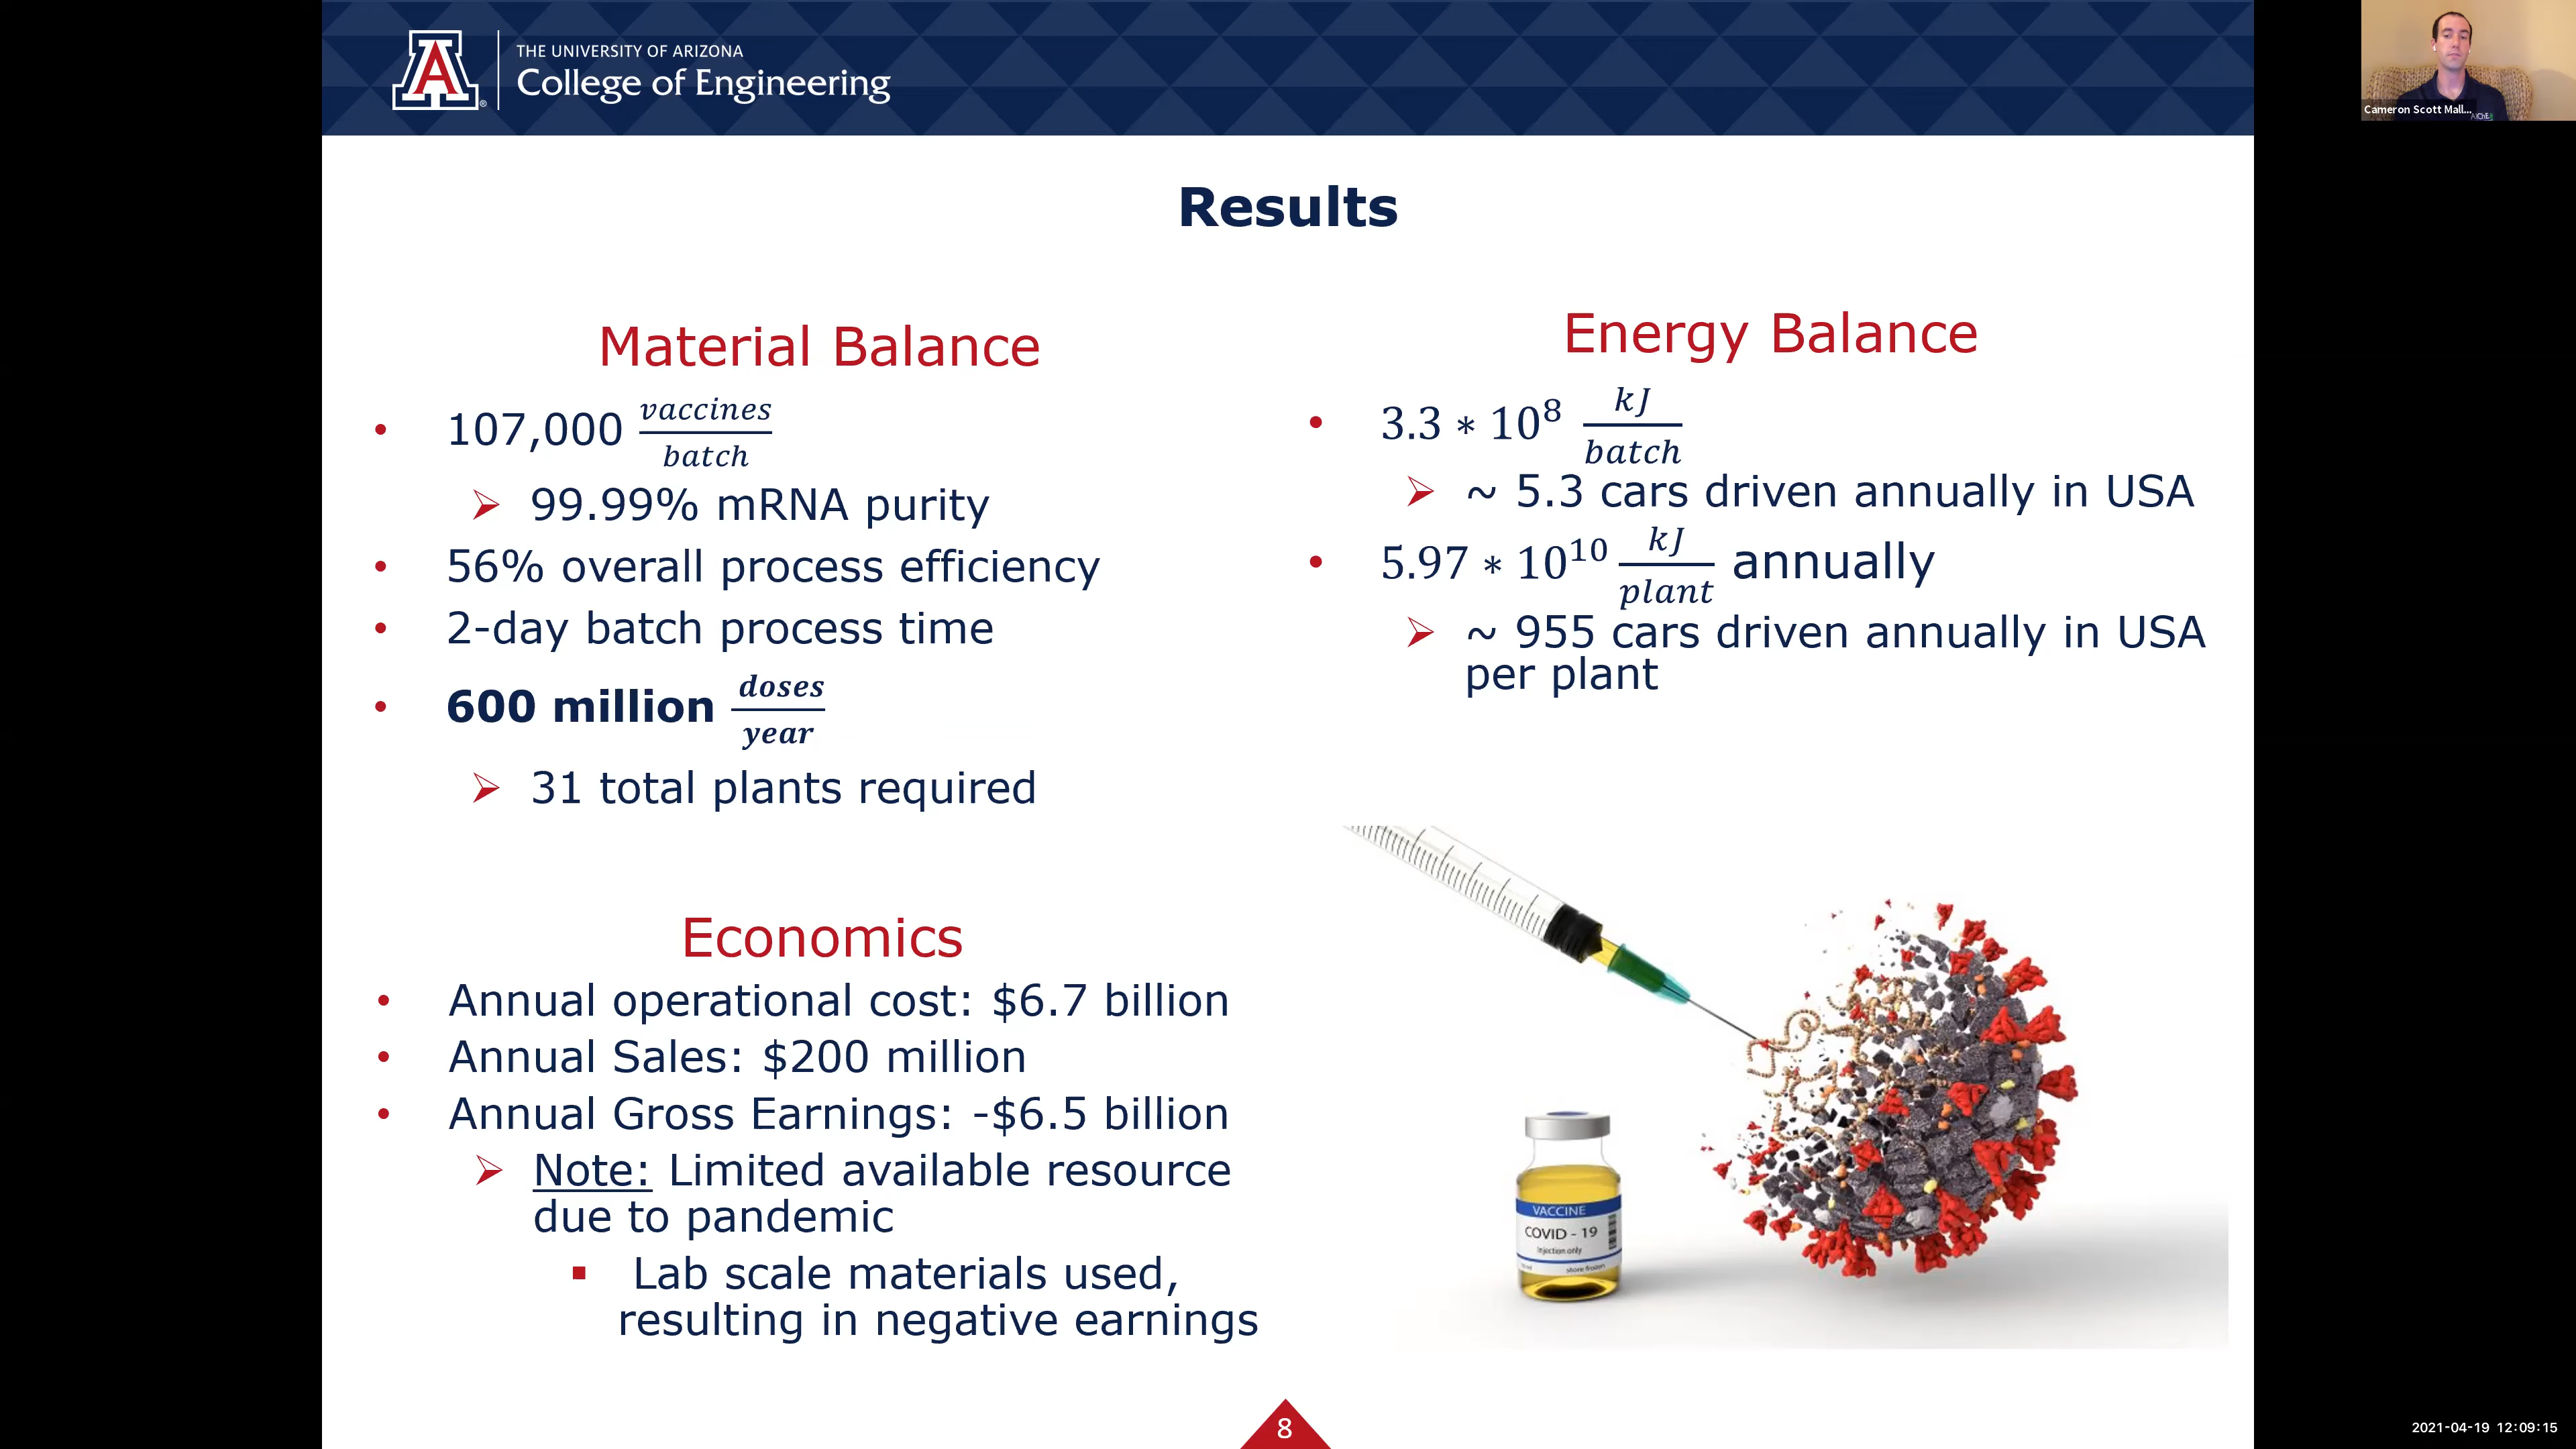 THE UNIVERSITY OF ARIZONA
College of Engineering
A
®
Cameron Scott Mall...
AIChE
Results
Material Balance
• 107,000 vaccines/batch
➢ 99.99% mRNA purity
• 56% overall process efficiency
• 2-day batch process time
• 600 million doses/year
➢ 31 total plants required
Energy Balance
• 3.3 * 10⁸ kJ/batch
➢ ~ 5.3 cars driven annually in USA
• 5.97 * 10¹⁰ kJ/plant annually
➢ ~ 955 cars driven annually in USA
per plant
Economics
• Annual operational cost: $6.7 billion
• Annual Sales: $200 million
• Annual Gross Earnings: -$6.5 billion
➢ Note: Limited available resource
due to pandemic
▪ Lab scale materials used,
resulting in negative earnings
VACCINE
COVID - 19
Injection only
8
2021-04-19 12:09:15